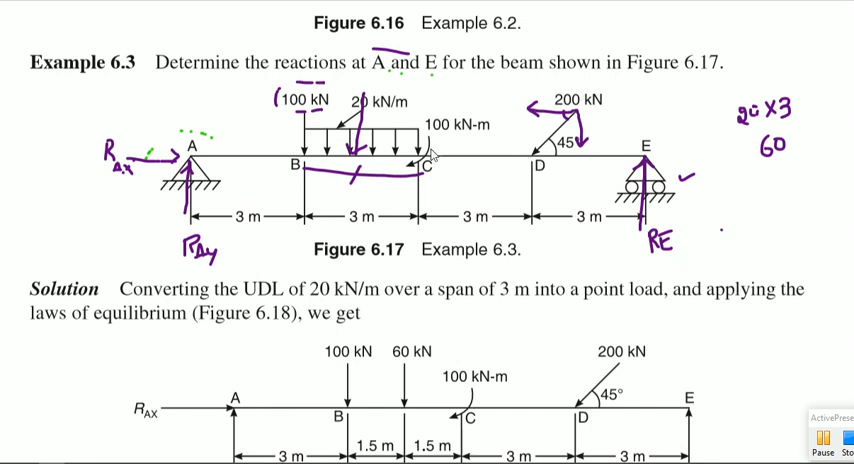 Figure 6.16 Example 6.2.
Example 6.3 Determine the reactions at A and E for the beam shown in Figure 6.17.
(100 kN 20 kN/m 200 kN
20 x 3
100 kN-m
60
A 45 E
RAX
B C D
3 m 3 m 3 m 3 m
RAY RE
Figure 6.17 Example 6.3.
Solution Converting the UDL of 20 kN/m over a span of 3 m into a point load, and applying the
laws of equilibrium (Figure 6.18), we get
100 kN 60 kN 200 kN
100 kN-m
RAX A 45° E
B C D
1.5 m 1.5 m
3 m 3 m 3 m
ActivePrese
Pause Sto